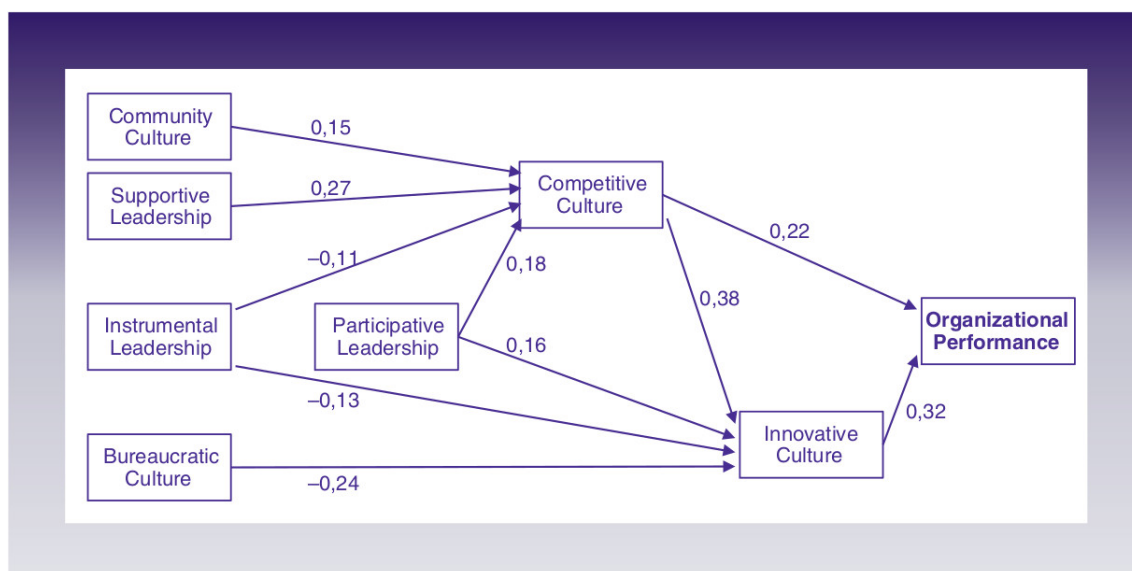 Community
Culture
0,15
Supportive
Leadership
0,27
Competitive
Culture
–0,11
0,18
0,22
Instrumental
Leadership
Participative
Leadership
0,38
Organizational
Performance
0,16
–0,13
0,32
Innovative
Culture
Bureaucratic
Culture
–0,24